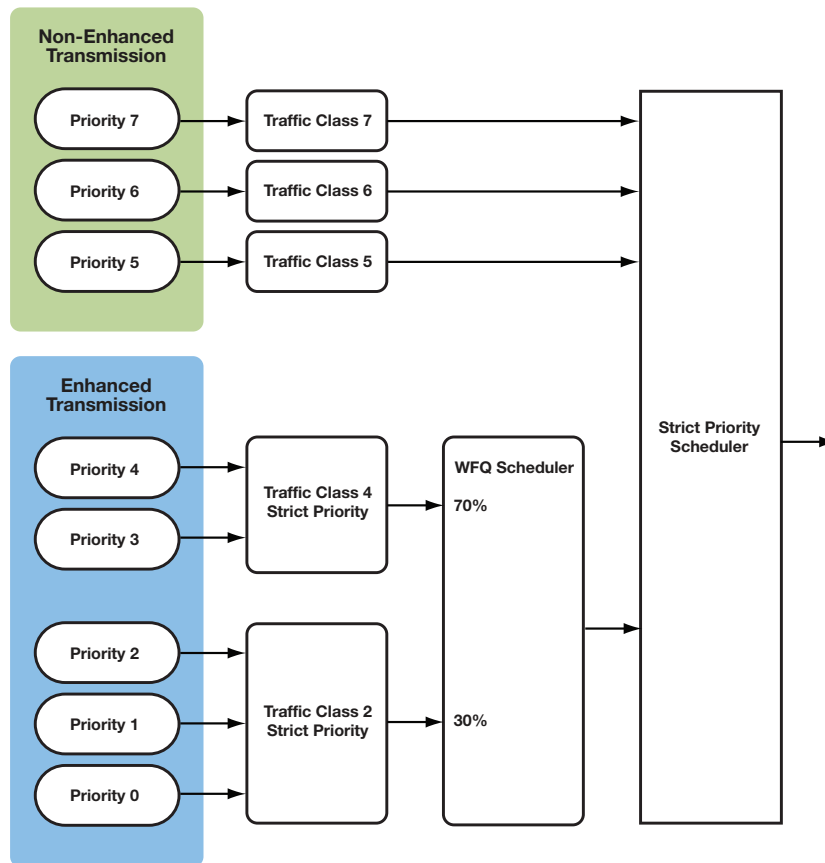 Non-Enhanced
Transmission
Priority 7
Traffic Class 7
Priority 6
Traffic Class 6
Priority 5
Traffic Class 5
Enhanced
Transmission
Priority 4
Priority 3
Traffic Class 4
Strict Priority
WFQ Scheduler
70%
Strict Priority
Scheduler
Priority 2
Priority 1
Priority 0
Traffic Class 2
Strict Priority
30%